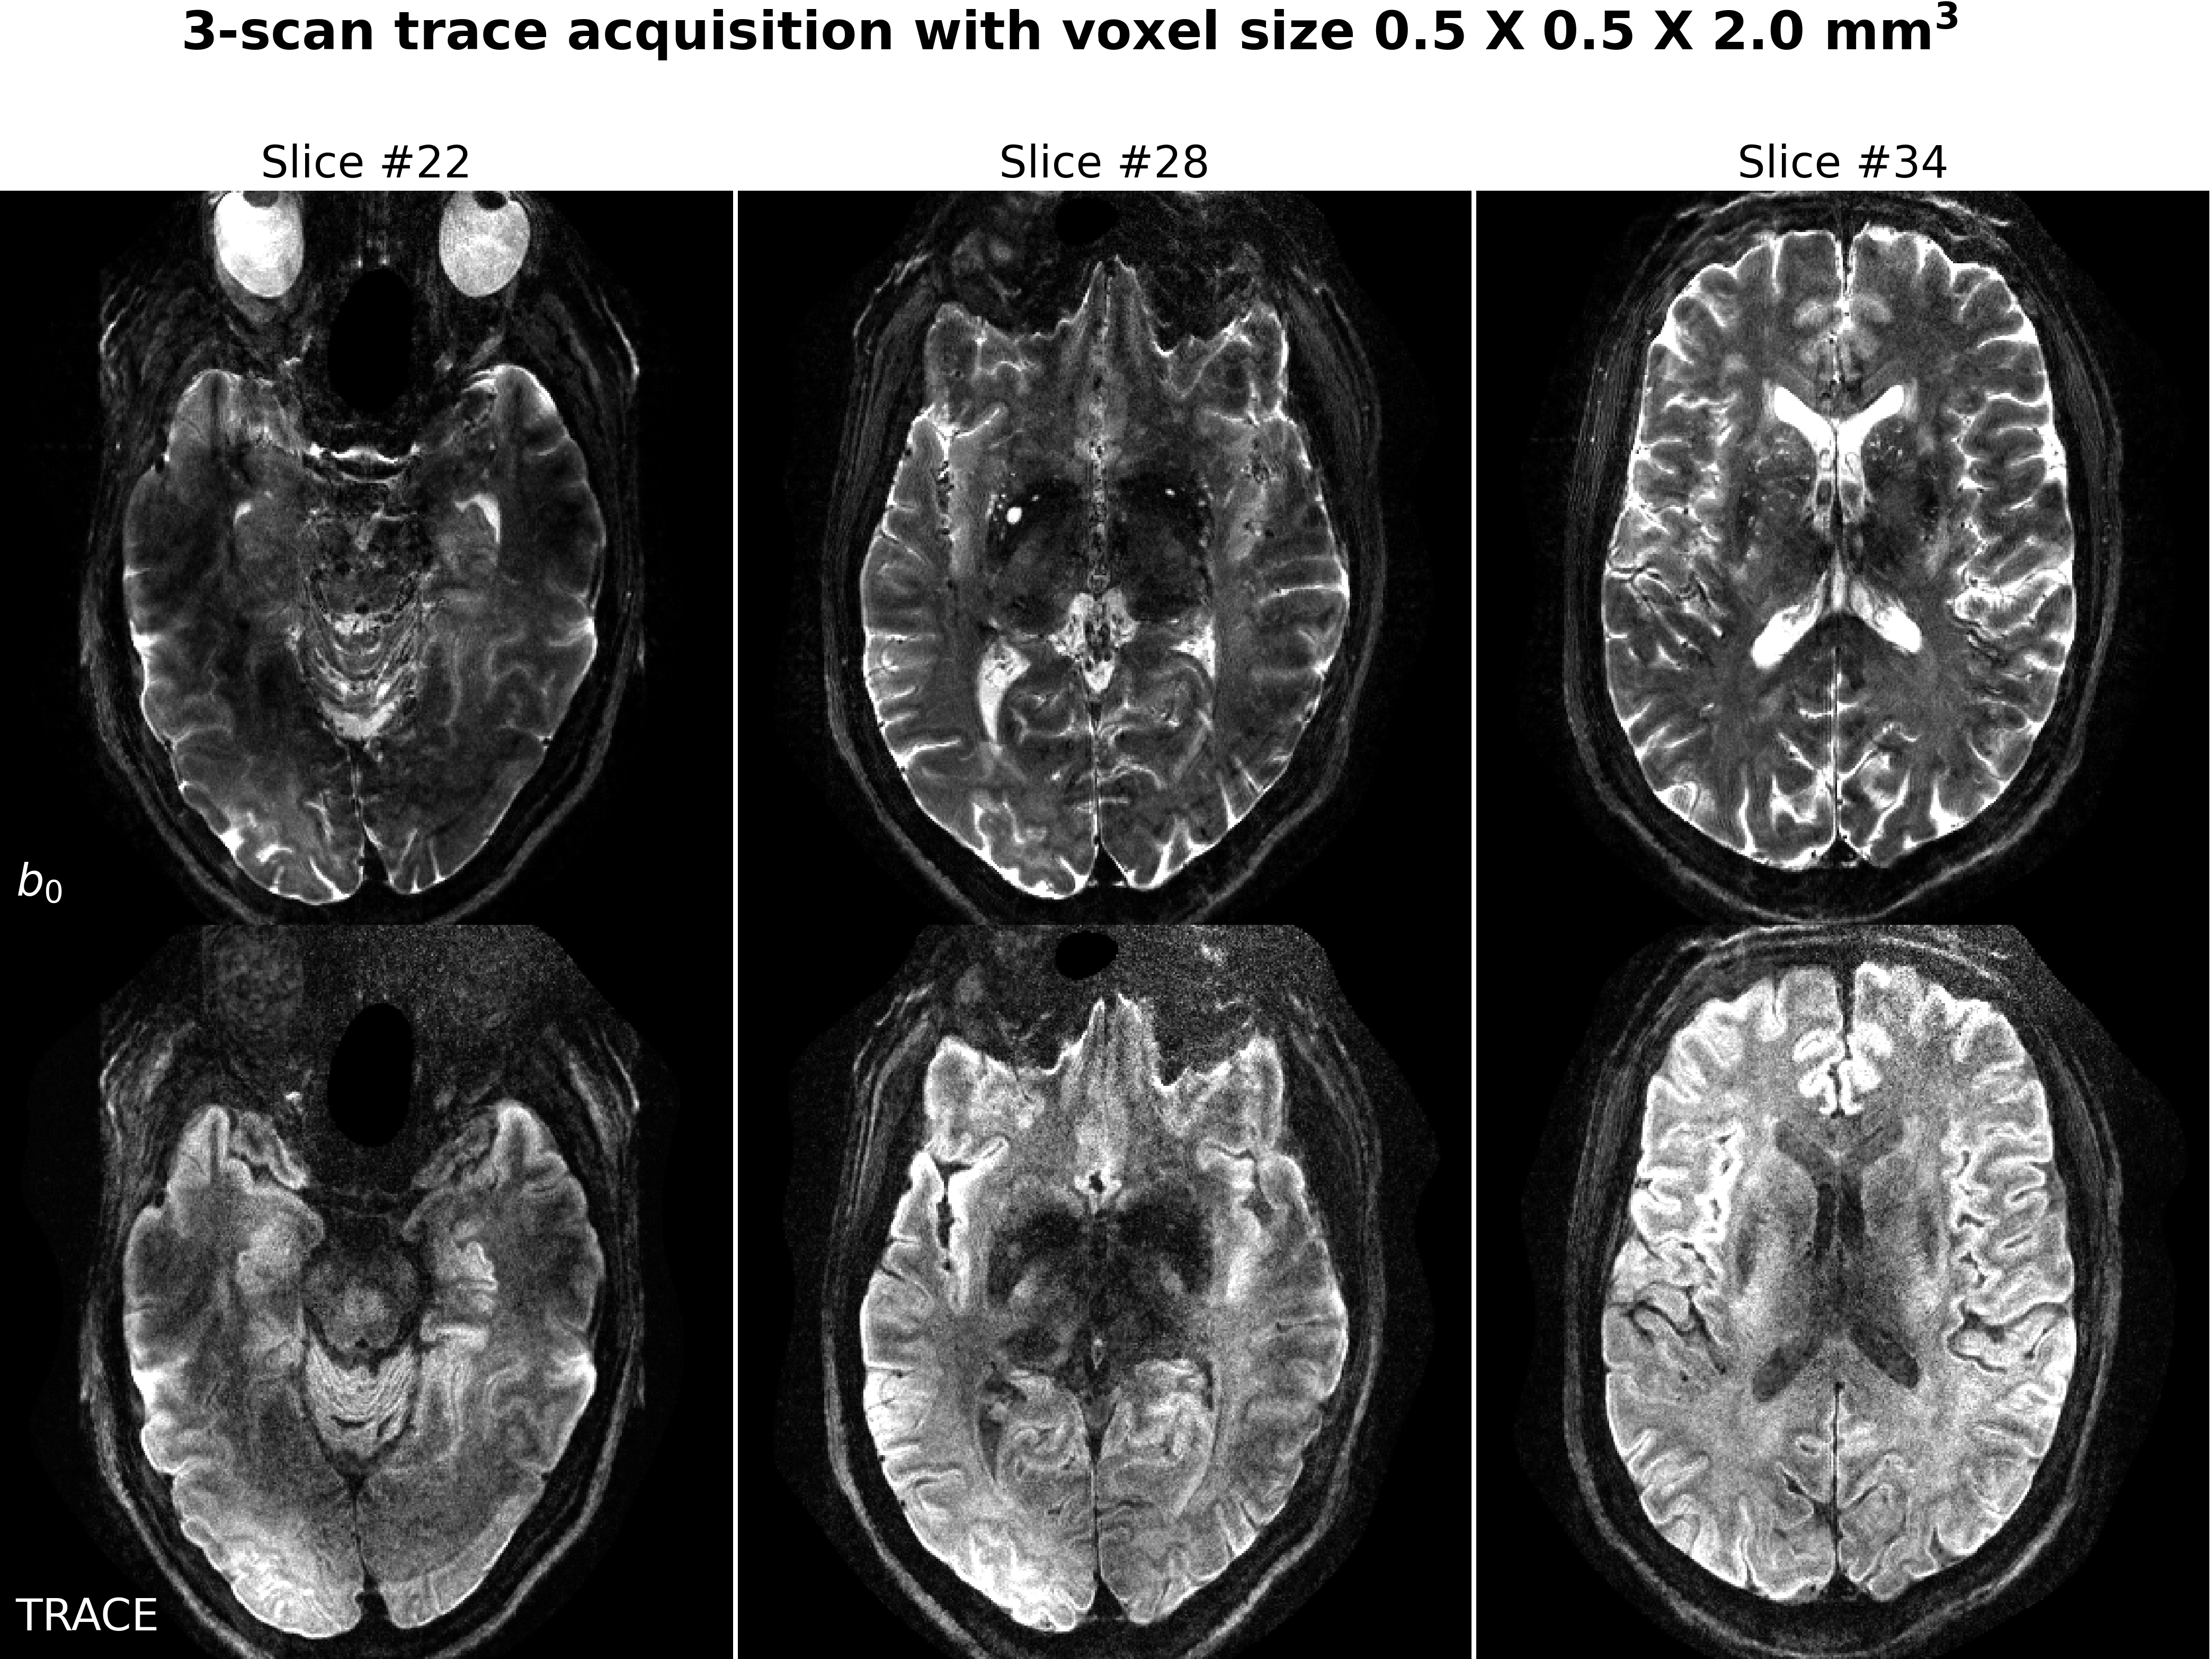 3-scan trace acquisition with voxel size 0.5 X 0.5 X 2.0 mm³
Slice #22
Slice #28
Slice #34
b₀
TRACE